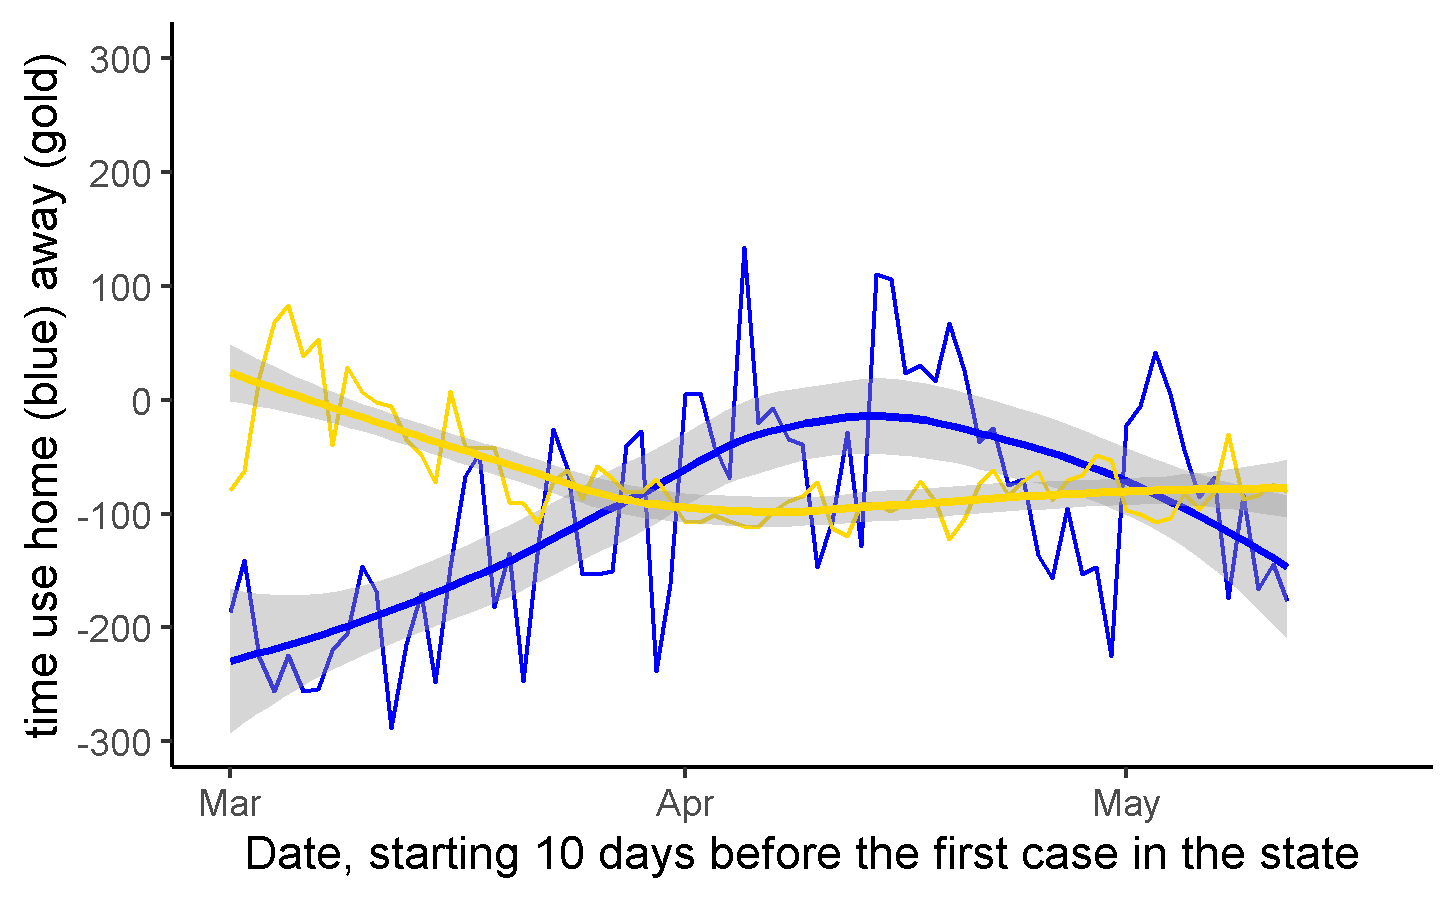 time use home (blue) away (gold)
300
200
100
0
-100
-200
-300
Mar Apr May
Date, starting 10 days before the first case in the state